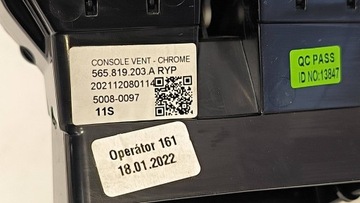 CONSOLE VENT - CHROME
565.819.203.A RYP
202112080114
5008-0097
11S
QC PASS
ID NO:13847
Operátor 161
18.01.2022